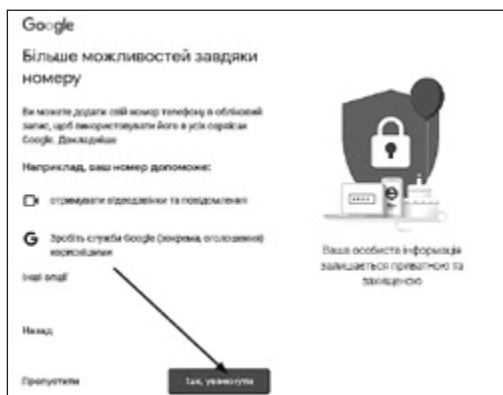 Google
Більше можливостей завдяки
номеру
Ви можете додати свій номер телефону в обліковий
запис, щоб використовувати його в усіх сервісах
Google. Докладніше
Наприклад, ваш номер допоможе:
отримувати відеодзвінки та повідомлення
Зробіть служби Google (зокрема, оголошення)
кориснішими
Інші опції
Назад
Пропустити
Так, увімкнути
Ваша особиста інформація
залишається приватною та
захищеною